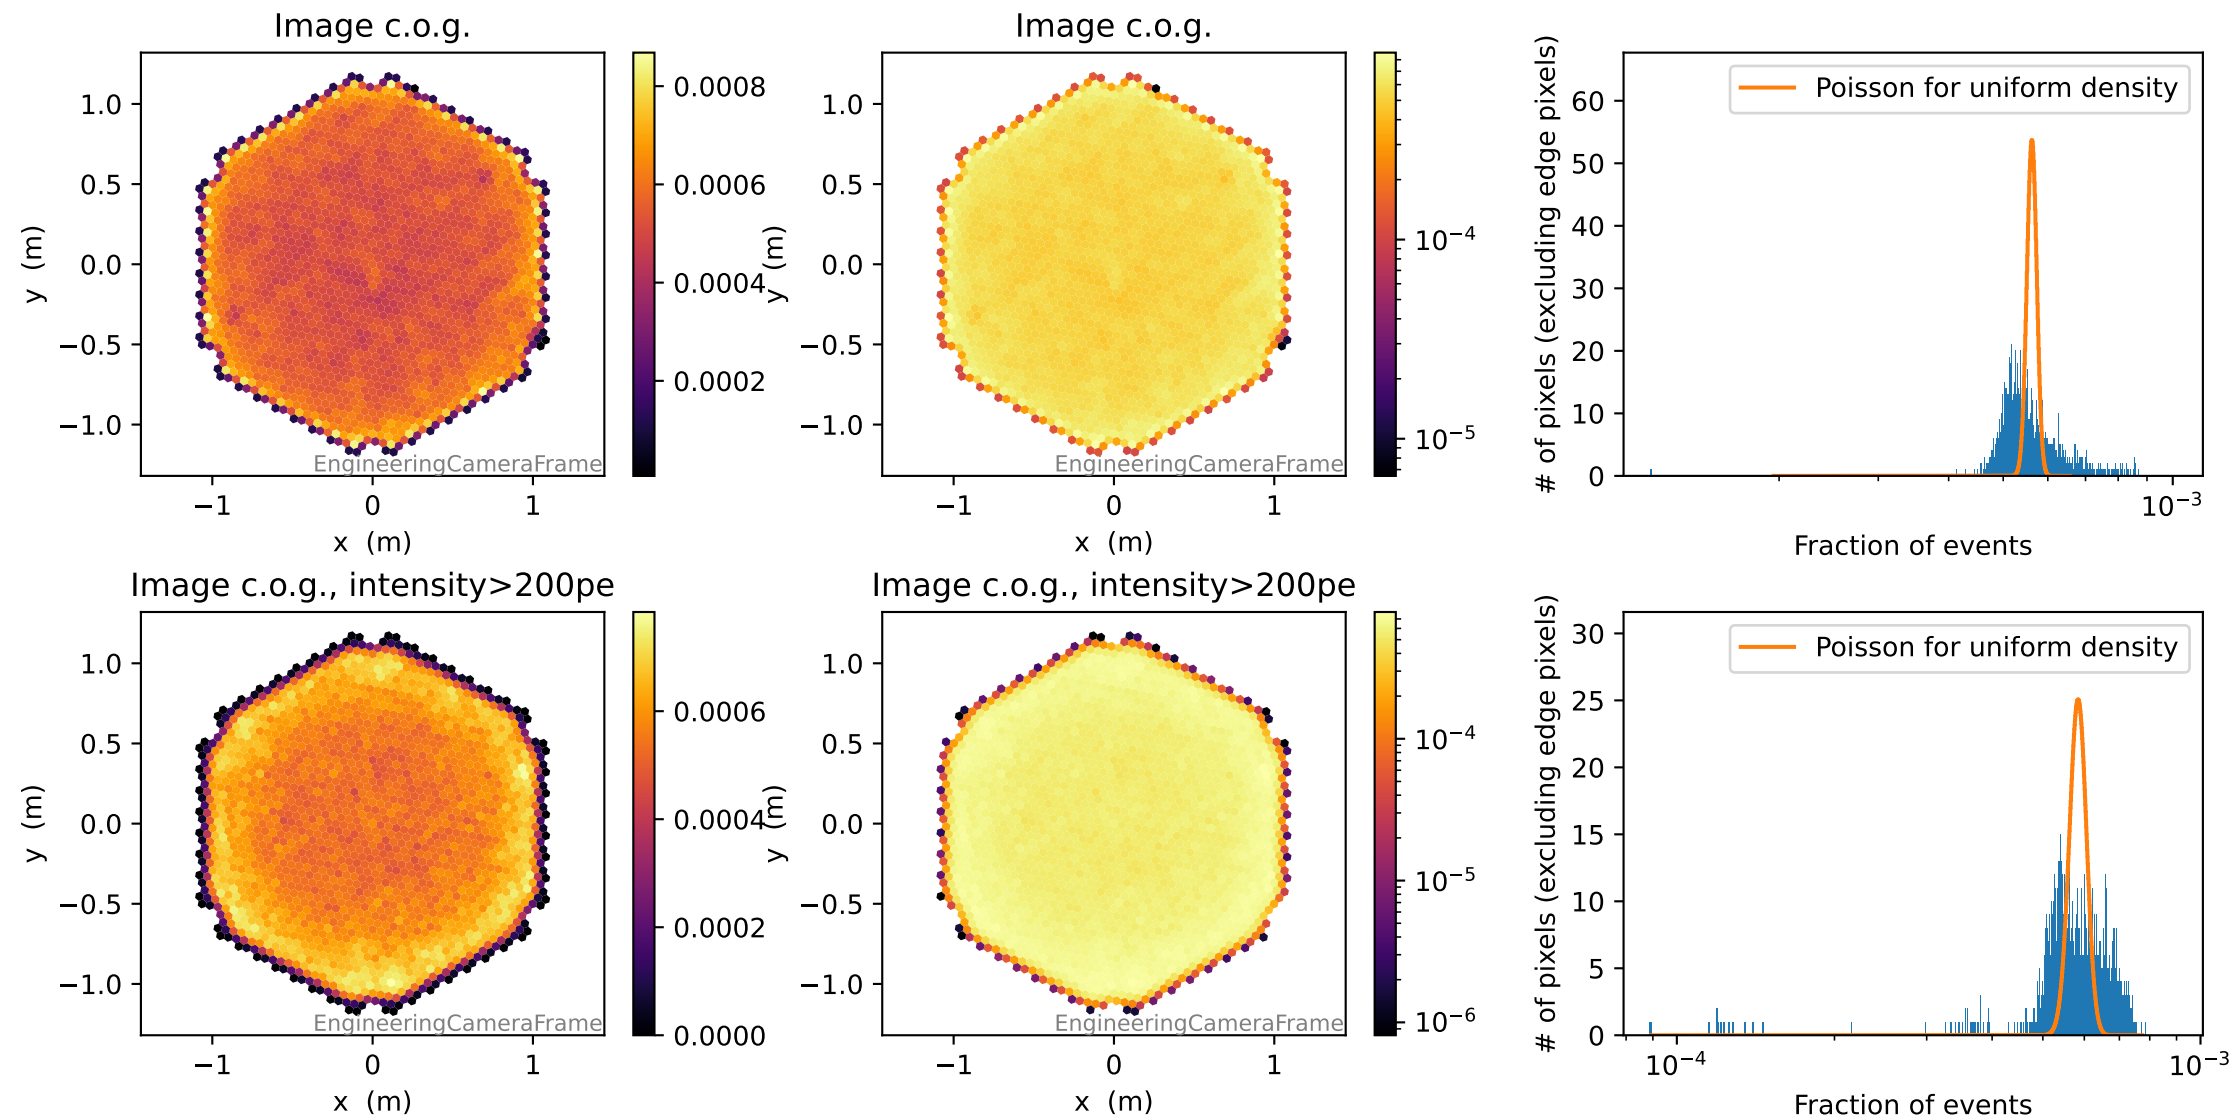 Image c.o.g.
1.0
0.5
0.0
−0.5
−1.0
y (m)
−1
0
1
x (m)
EngineeringCameraFrame
0.0008
0.0006
0.0004
0.0002
Image c.o.g.
1.0
0.5
0.0
−0.5
−1.0
y (m)
−1
0
1
x (m)
EngineeringCameraFrame
10⁻⁴
10⁻⁵
# of pixels (excluding edge pixels)
60
50
40
30
20
10
0
Poisson for uniform density
10⁻³
Fraction of events
Image c.o.g., intensity>200pe
1.0
0.5
0.0
−0.5
−1.0
y (m)
−1
0
1
x (m)
EngineeringCameraFrame
0.0006
0.0004
0.0002
0.0000
Image c.o.g., intensity>200pe
1.0
0.5
0.0
−0.5
−1.0
y (m)
−1
0
1
x (m)
EngineeringCameraFrame
10⁻⁴
10⁻⁵
10⁻⁶
# of pixels (excluding edge pixels)
30
25
20
15
10
5
0
Poisson for uniform density
10⁻⁴
10⁻³
Fraction of events